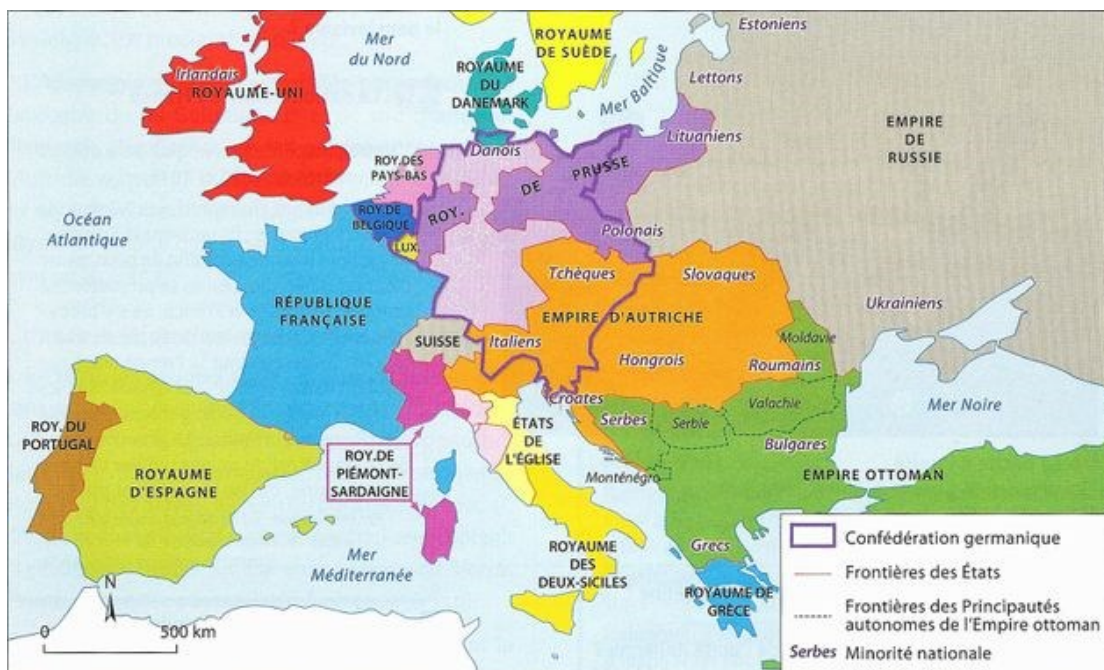 Estoniens
Mer
du Nord
ROYAUME
DE SUÈDE
Irlandais
ROYAUME-UNI
ROYAUME
DU
DANEMARK
Mer Baltique
Lettons
Lituaniens
EMPIRE
DE
RUSSIE
Danois
ROY. DES
PAYS-BAS
ROY. DE PRUSSE
ROY. DE
BELGIQUE
LUX.
Océan
Atlantique
Polonais
Tchèques
Slovaques
RÉPUBLIQUE
FRANÇAISE
Ukrainiens
EMPIRE D'AUTRICHE
SUISSE
Italiens
Moldavie
Hongrois
Roumains
Croates
Valachie
Mer Noire
Serbes
Serbie
Bulgares
ROY. DU
PORTUGAL
ROYAUME
D'ESPAGNE
ROY. DE
PIÉMONT-
SARDAIGNE
ÉTATS
DE
L'ÉGLISE
Monténégro
EMPIRE OTTOMAN
Mer
Méditerranée
ROYAUME
DES
DEUX-SICILES
Grecs
ROYAUME DE
GRÈCE
N
0 500 km
Confédération germanique
Frontières des États
Frontières des Principautés
autonomes de l'Empire ottoman
Serbes Minorité nationale